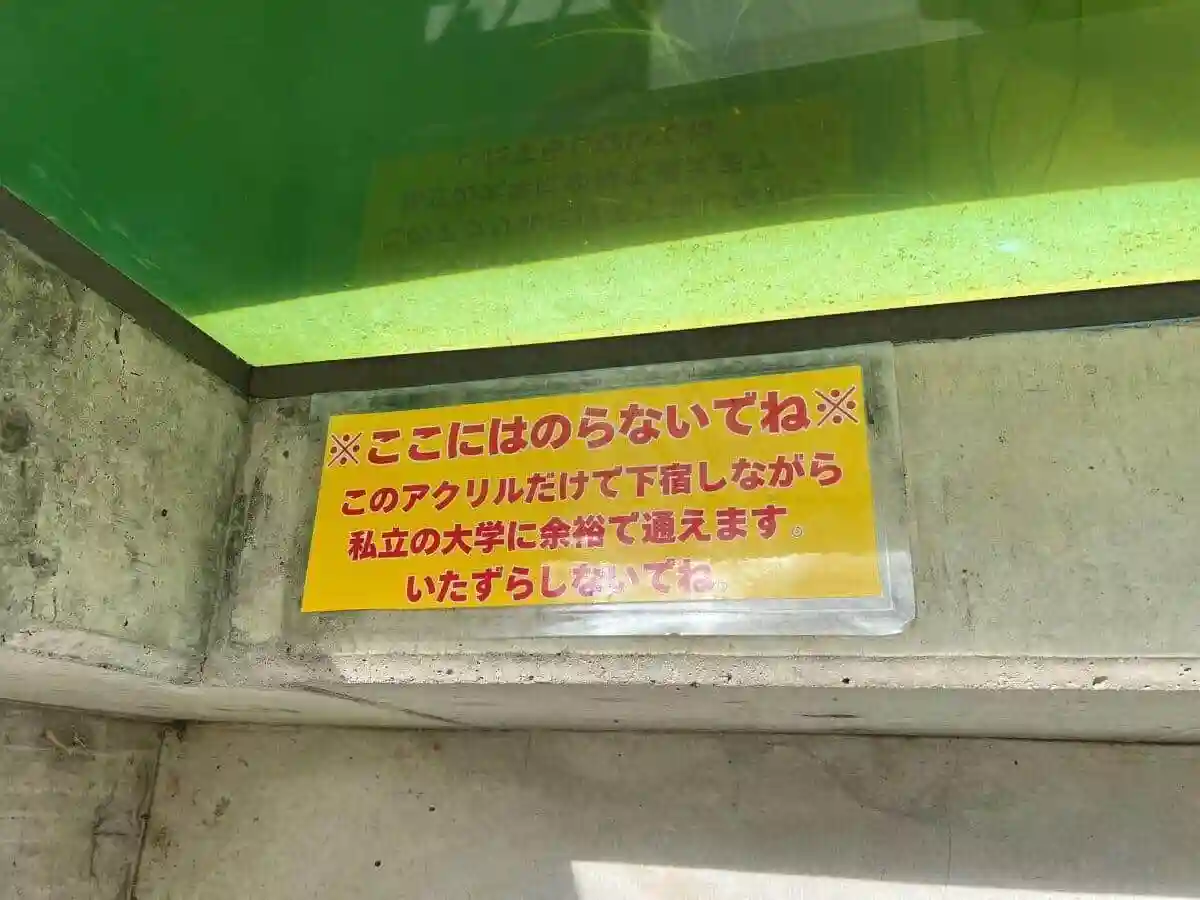 ※ここにはのらないでね※
このアクリルだけで下宿しながら
私立の大学に余裕で通えます。
いたずらしないでね。